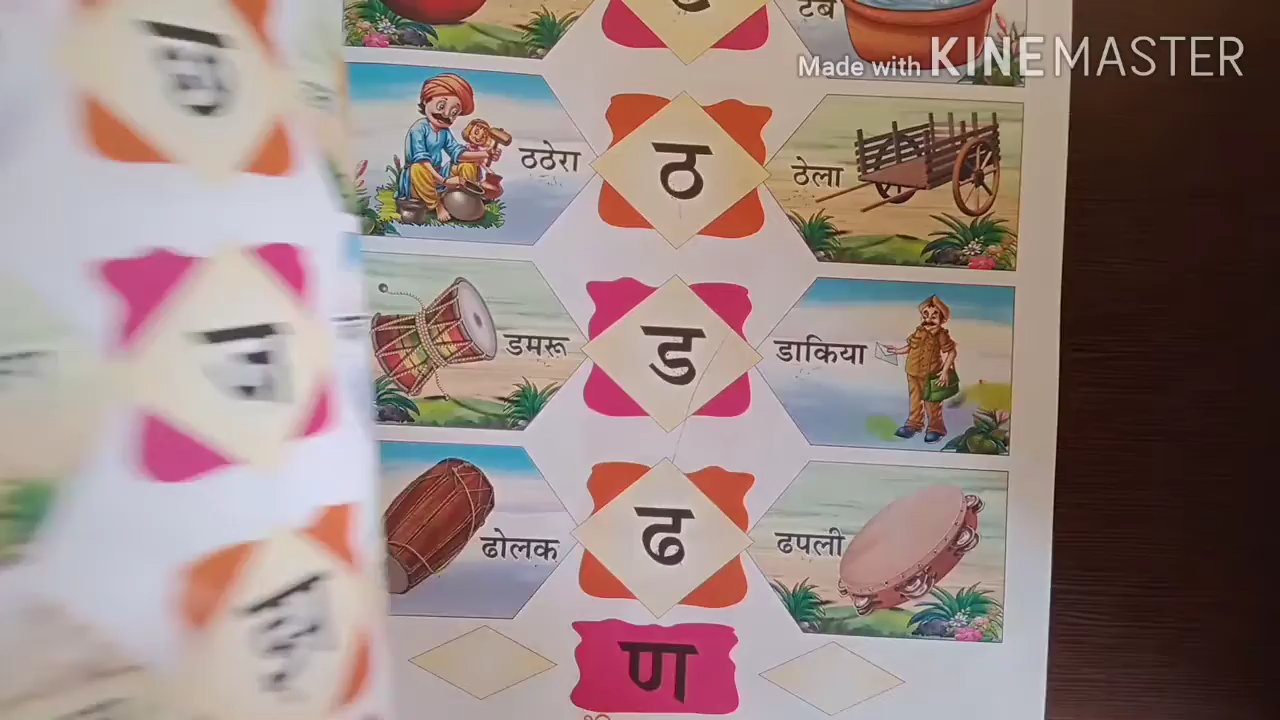 टब
Made with KINEMASTER
ठठेरा
ठ
ठेला
डमरू
ड
डाकिया
ढोलक
ढ
ढपली
ण